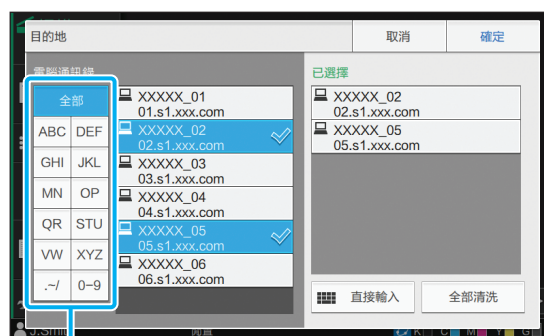 目的地
取消
確定
電腦通訊錄
已選擇
全部
ABC DEF
GHI JKL
MN OP
QR STU
VW XYZ
.~/ 0-9
XXXXX_01
01.s1.xxx.com
XXXXX_02
02.s1.xxx.com
XXXXX_03
03.s1.xxx.com
XXXXX_04
04.s1.xxx.com
XXXXX_05
05.s1.xxx.com
XXXXX_06
06.s1.xxx.com
XXXXX_02
02.s1.xxx.com
XXXXX_05
05.s1.xxx.com
直接輸入
全部清洗
J.Smith
K C M Y G